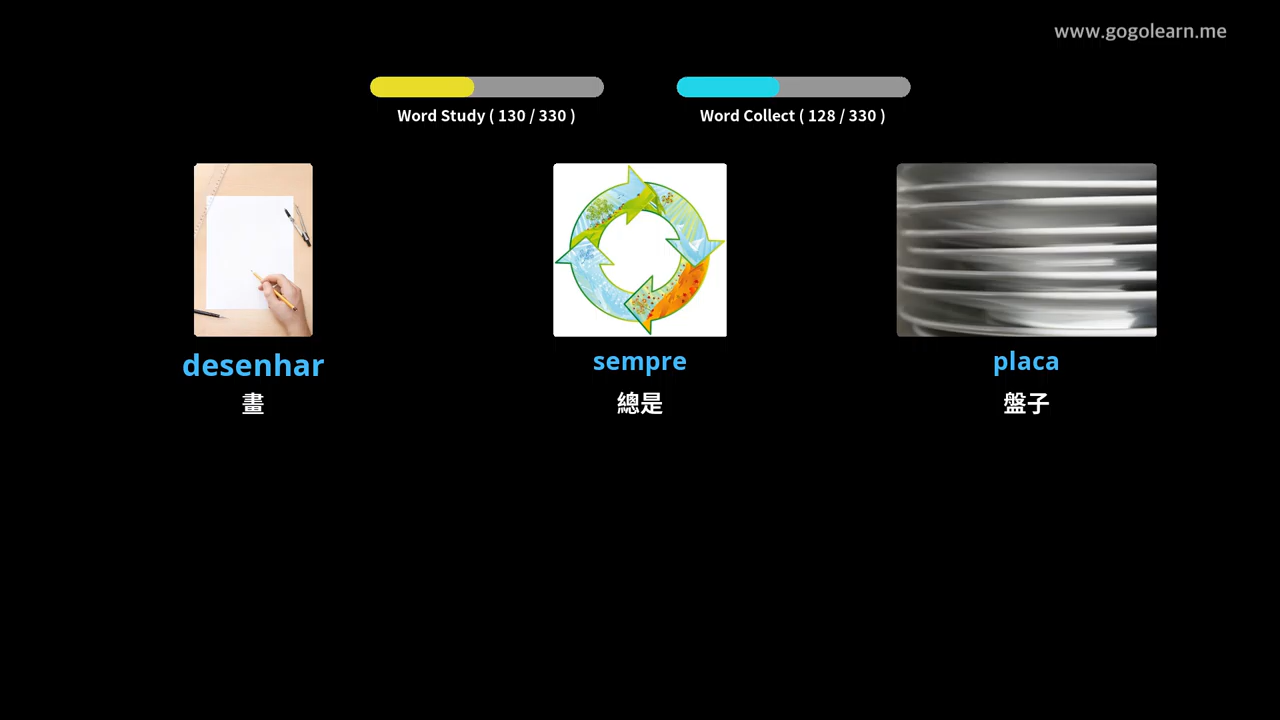 www.gogolearn.me
Word Study ( 130 / 330 )
Word Collect ( 128 / 330 )
desenhar
sempre
placa
畫
總是
盤子